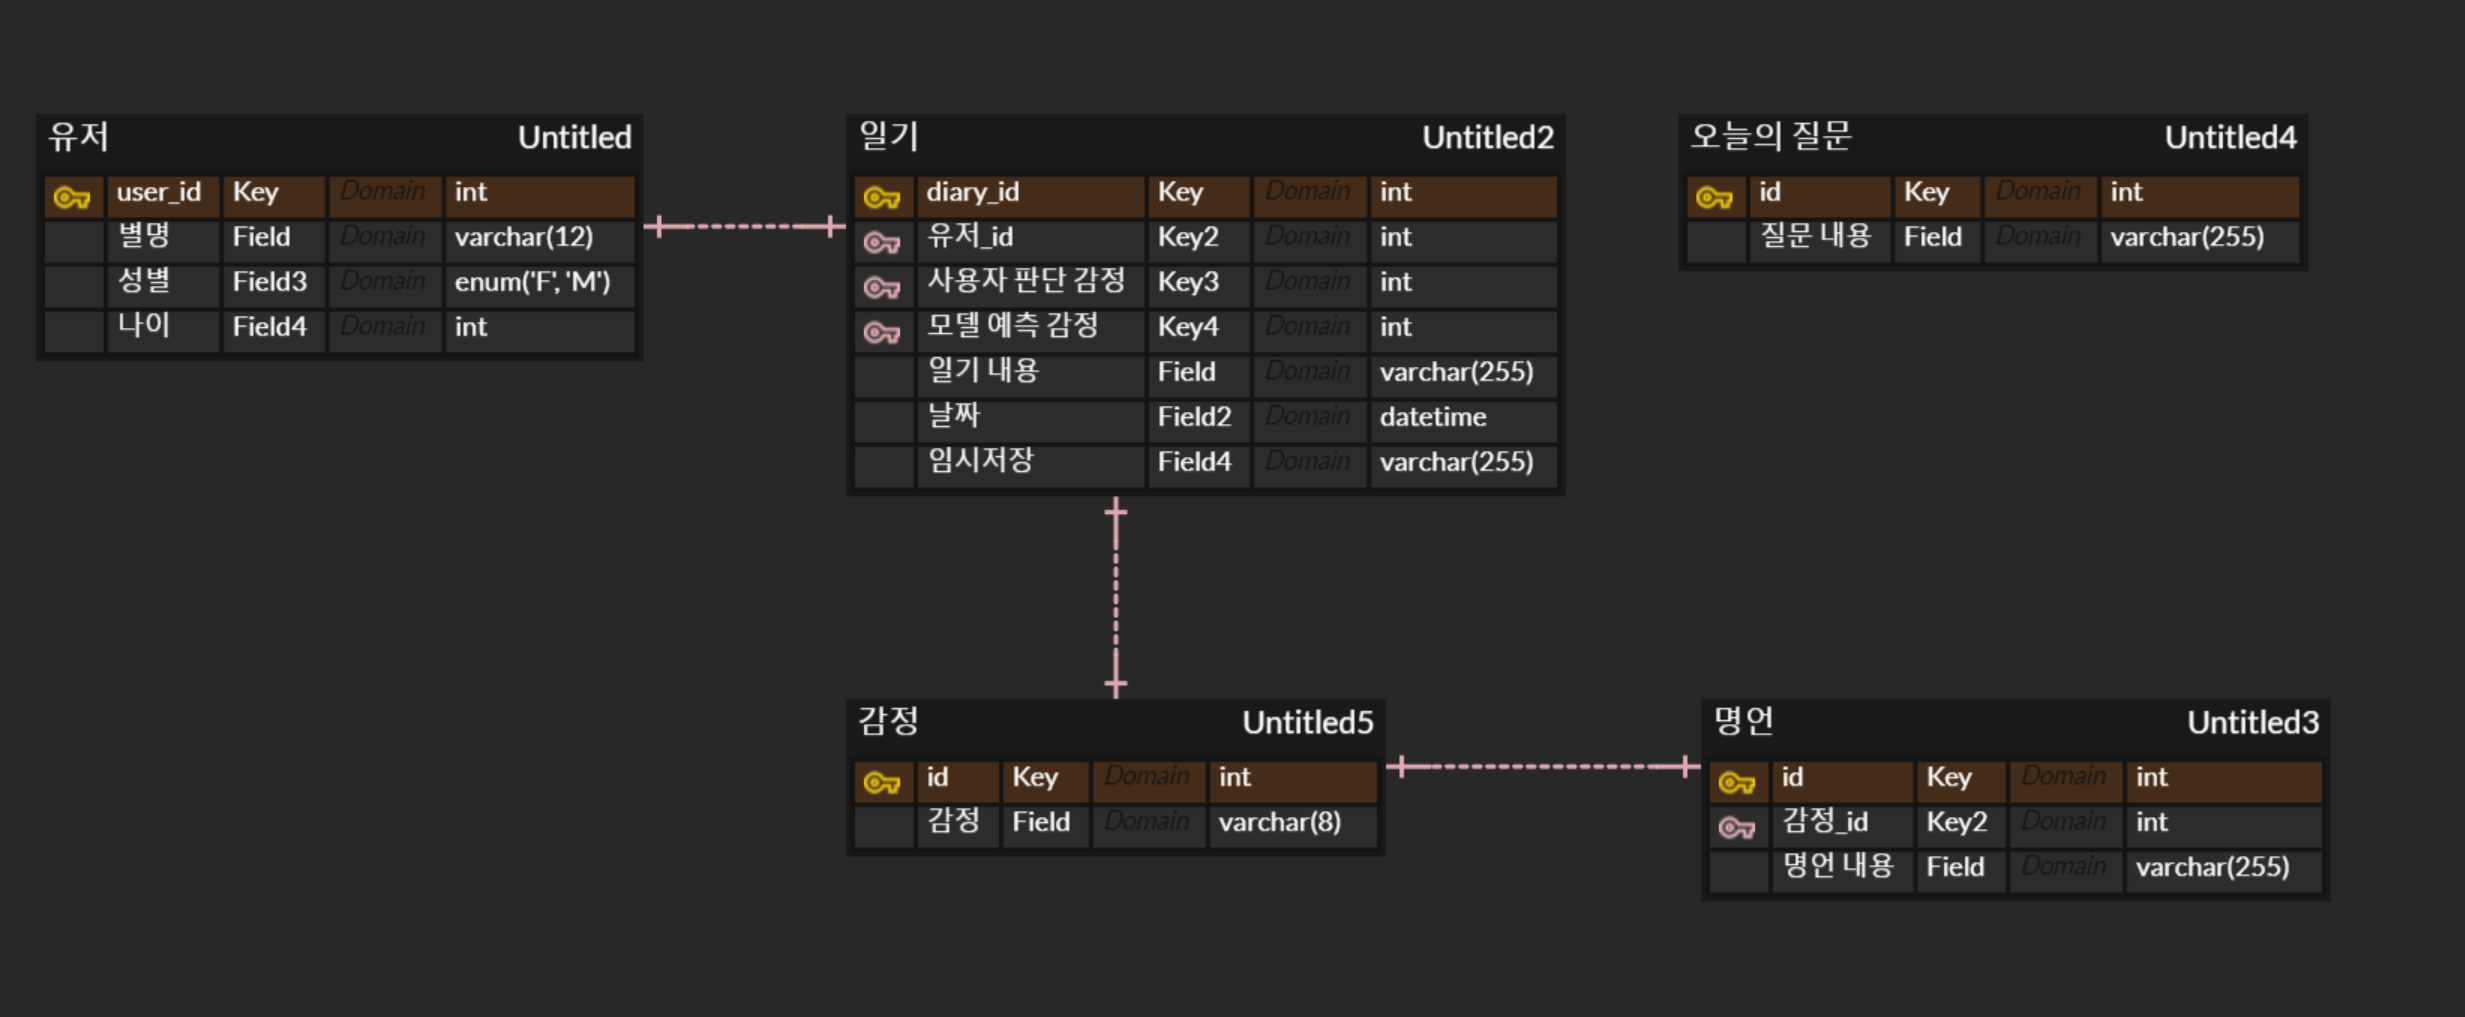 유저 Untitled
user_id Key Domain int
별명 Field Domain varchar(12)
성별 Field3 Domain enum('F', 'M')
나이 Field4 Domain int
일기 Untitled2
diary_id Key Domain int
유저_id Key2 Domain int
사용자 판단 감정 Key3 Domain int
모델 예측 감정 Key4 Domain int
일기 내용 Field Domain varchar(255)
날짜 Field2 Domain datetime
임시저장 Field4 Domain varchar(255)
오늘의 질문 Untitled4
id Key Domain int
질문 내용 Field Domain varchar(255)
감정 Untitled5
id Key Domain int
감정 Field Domain varchar(8)
명언 Untitled3
id Key Domain int
감정_id Key2 Domain int
명언 내용 Field Domain varchar(255)